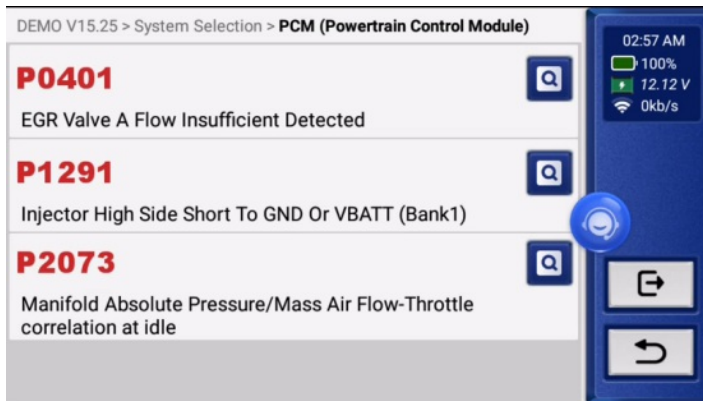 DEMO V15.25 > System Selection > PCM (Powertrain Control Module)
02:57 AM
100%
12.12 V
0kb/s
P0401
EGR Valve A Flow Insufficient Detected
P1291
Injector High Side Short To GND Or VBATT (Bank1)
P2073
Manifold Absolute Pressure/Mass Air Flow-Throttle
correlation at idle